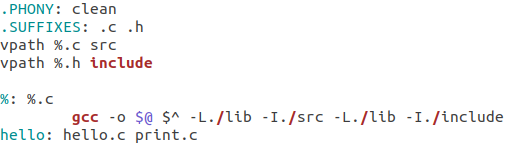 .PHONY: clean
.SUFFIXES: .c .h
vpath %.c src
vpath %.h include
%: %.c
gcc -o $@ $^ -L./lib -I./src -L./lib -I./include
hello: hello.c print.c